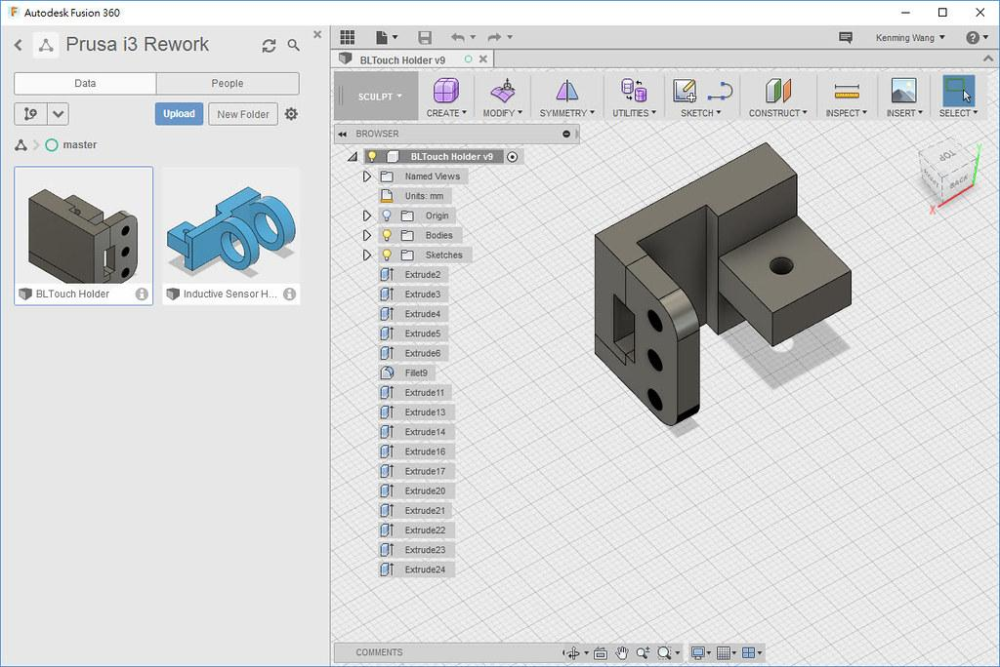 Autodesk Fusion 360
Prusa i3 Rework
Data
People
Upload
New Folder
master
BLTouch Holder
Inductive Sensor H...
Kenming Wang
BLTouch Holder v9
SCULPT
CREATE
MODIFY
SYMMETRY
UTILITIES
SKETCH
CONSTRUCT
INSPECT
INSERT
SELECT
BROWSER
BLTouch Holder v9
Named Views
Units: mm
Origin
Bodies
Sketches
Extrude2
Extrude3
Extrude4
Extrude5
Extrude6
Fillet9
Extrude11
Extrude13
Extrude14
Extrude16
Extrude17
Extrude20
Extrude21
Extrude22
Extrude23
Extrude24
TOP
BACK
X
Y
COMMENTS